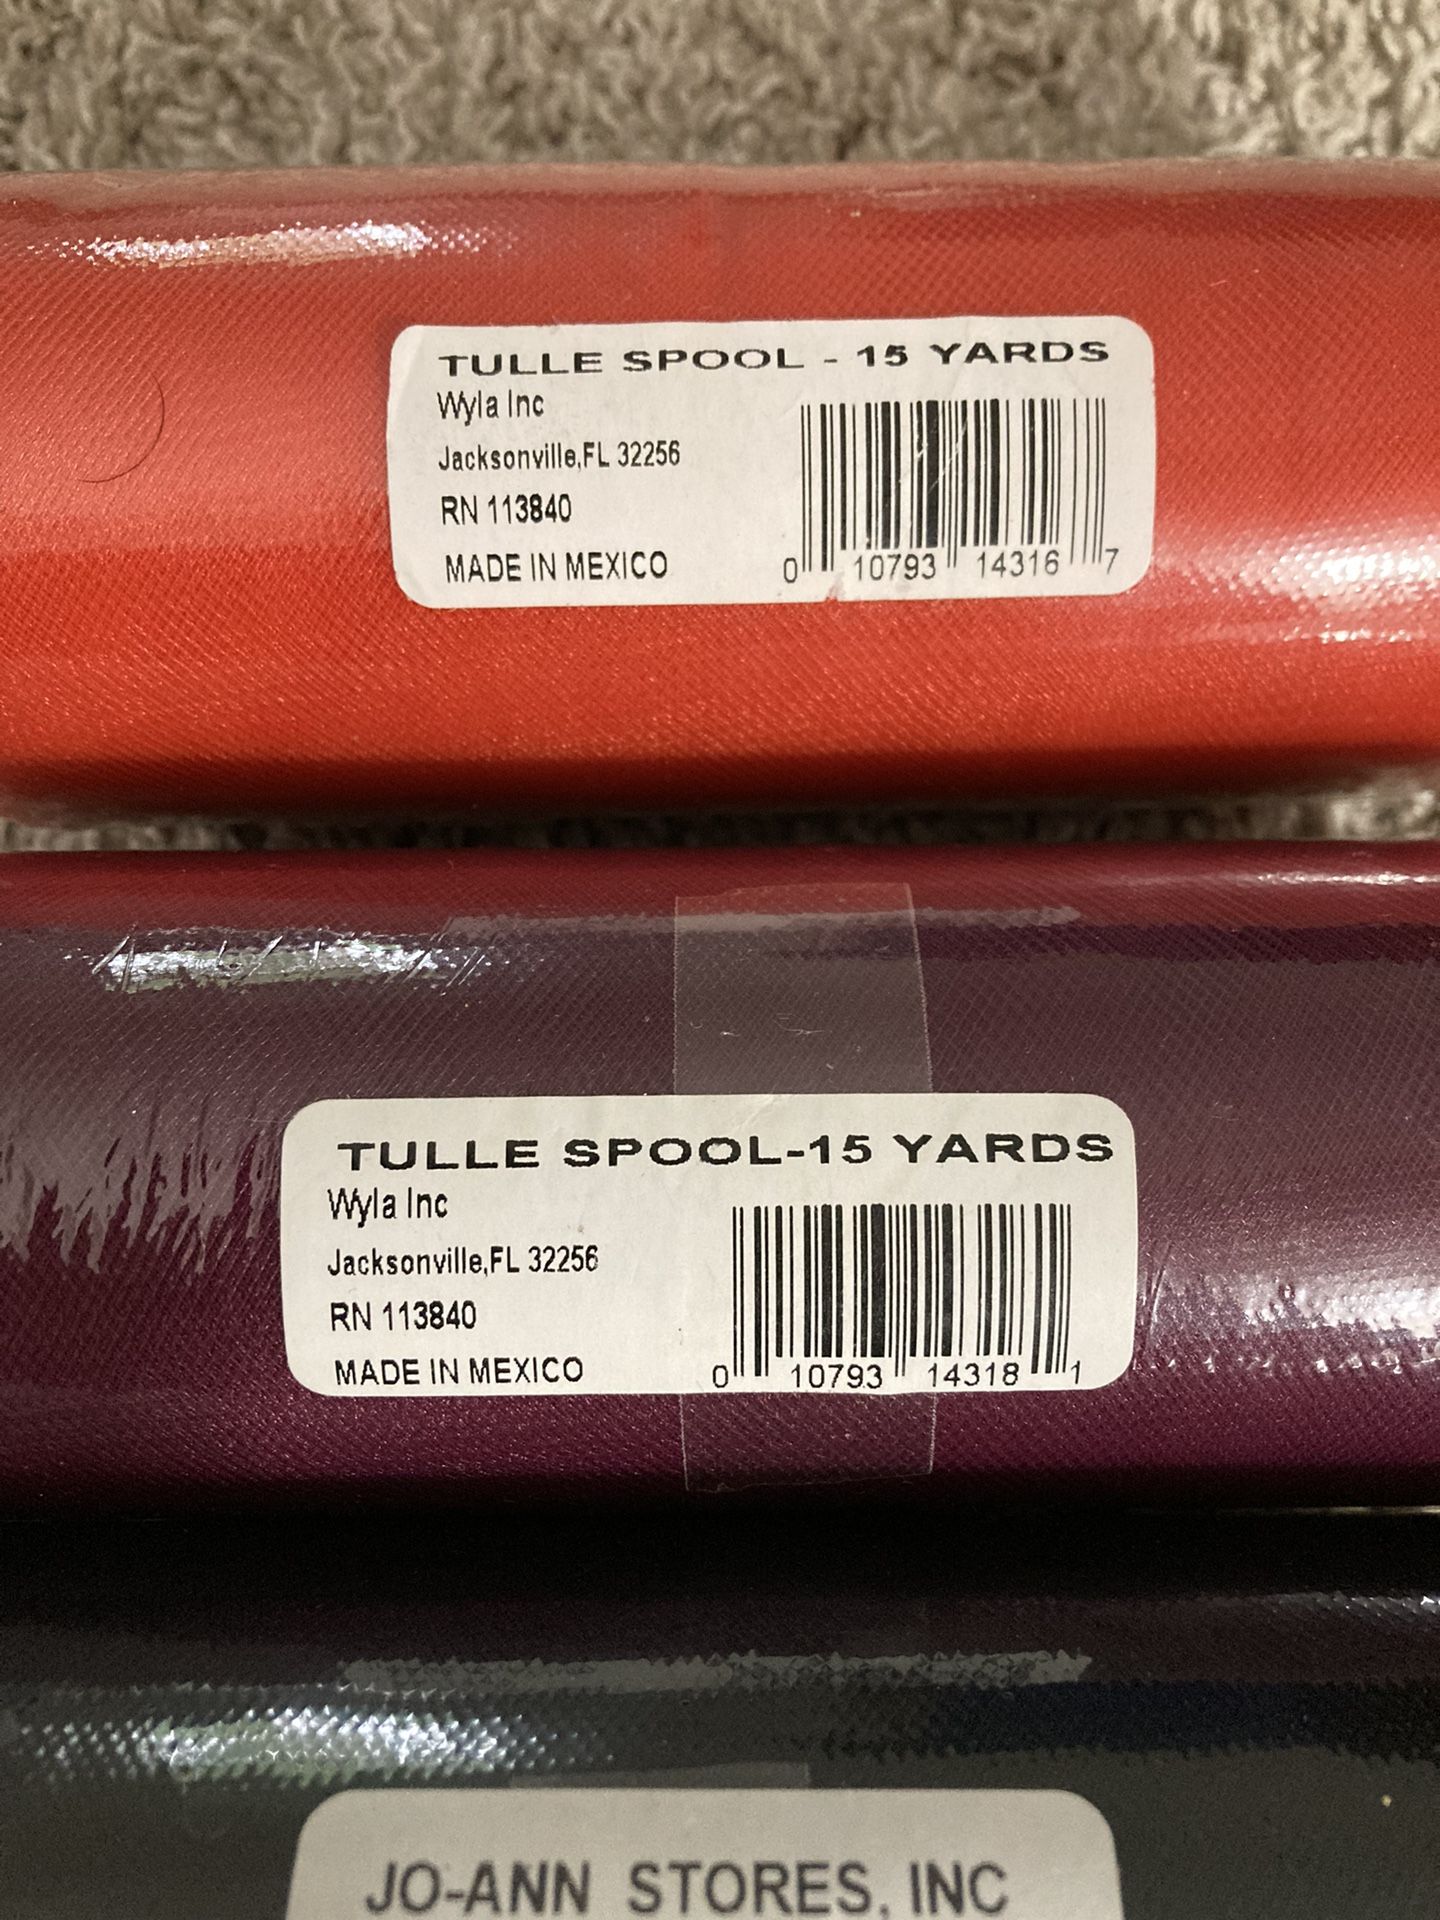 TULLE SPOOL - 15 YARDS
Wyla Inc
Jacksonville,FL 32256
RN 113840
MADE IN MEXICO
0 10793 14316 7
TULLE SPOOL-15 YARDS
Wyla Inc
Jacksonville,FL 32256
RN 113840
MADE IN MEXICO
0 10793 14318 1
JO-ANN STORES, INC